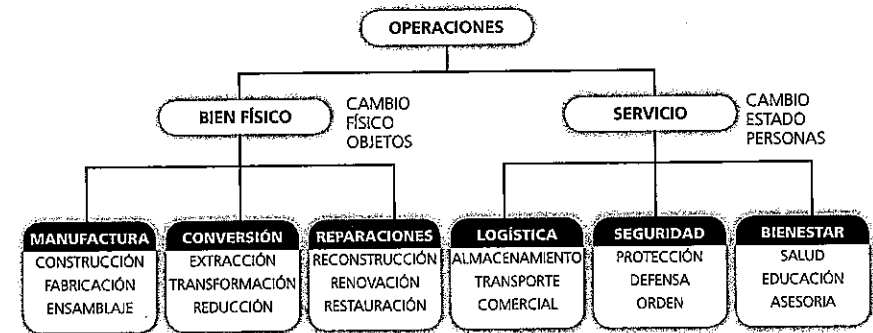 OPERACIONES
BIEN FÍSICO
CAMBIO
FÍSICO
OBJETOS
SERVICIO
CAMBIO
ESTADO
PERSONAS
MANUFACTURA
CONSTRUCCIÓN
FABRICACIÓN
ENSAMBLAJE
CONVERSIÓN
EXTRACCIÓN
TRANSFORMACIÓN
REDUCCIÓN
REPARACIONES
RECONSTRUCCIÓN
RENOVACIÓN
RESTAURACIÓN
LOGÍSTICA
ALMACENAMIENTO
TRANSPORTE
COMERCIAL
SEGURIDAD
PROTECCIÓN
DEFENSA
ORDEN
BIENESTAR
SALUD
EDUCACIÓN
ASESORIA